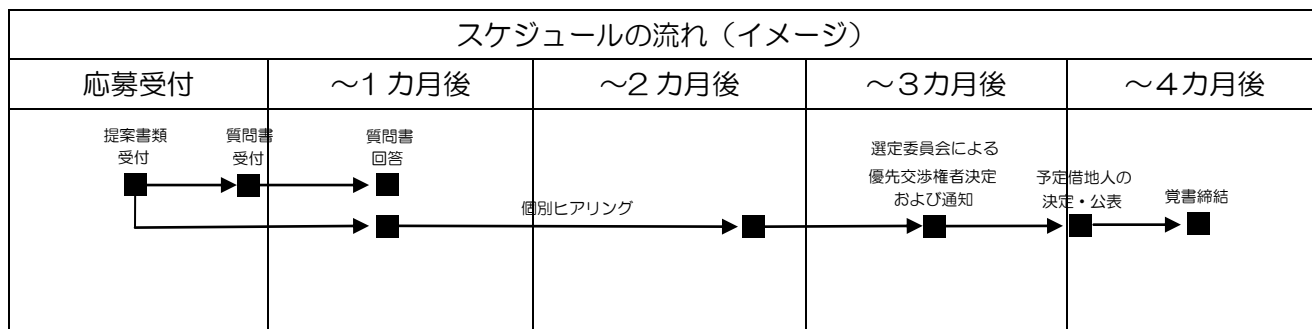 スケジュールの流れ（イメージ）
応募受付
～1 カ月後
～2 カ月後
～3カ月後
～4カ月後
提案書類
受付
質問書
受付
質問書
回答
個別ヒアリング
選定委員会による
優先交渉権者決定
および通知
予定借地人の
決定・公表
覚書締結